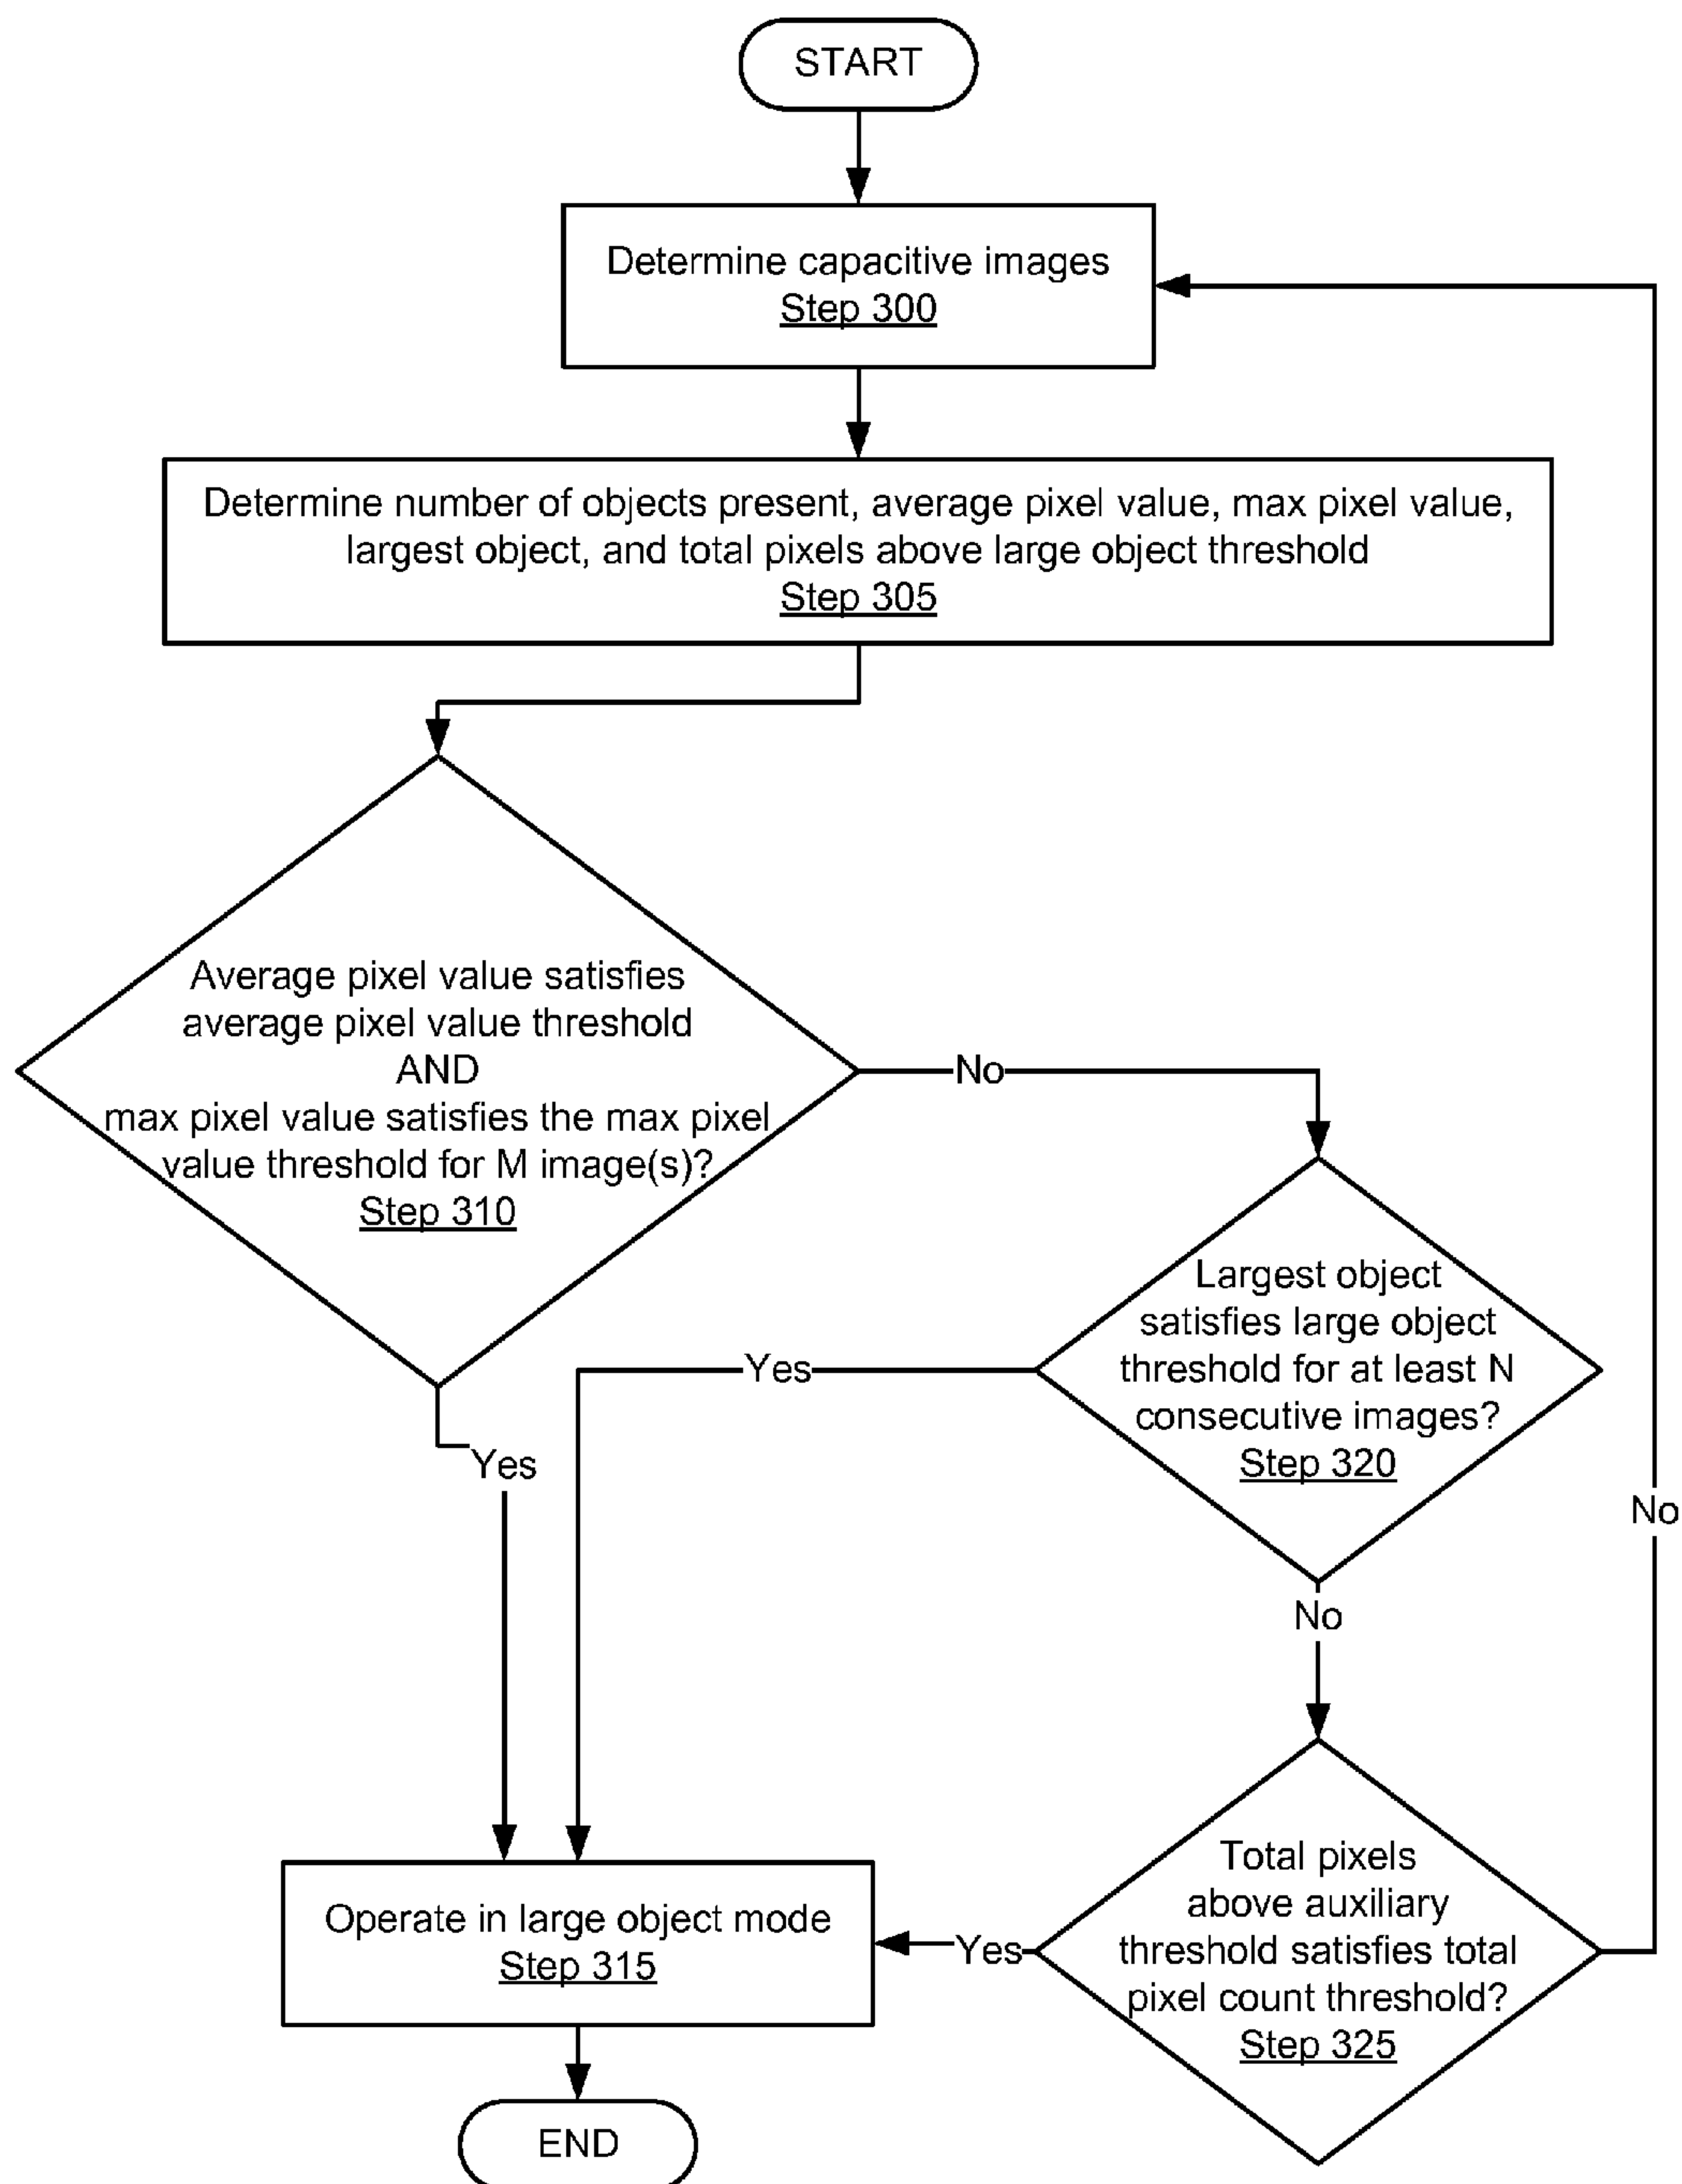 START
Determine capacitive images
Step 300
Determine number of objects present, average pixel value, max pixel value,
largest object, and total pixels above large object threshold
Step 305
Average pixel value satisfies
average pixel value threshold
AND
max pixel value satisfies the max pixel
value threshold for M image(s)?
Step 310
No
Largest object
satisfies large object
threshold for at least N
consecutive images?
Step 320
Yes
Yes
No
No
Total pixels
above auxiliary
threshold satisfies total
pixel count threshold?
Step 325
Yes
Operate in large object mode
Step 315
END